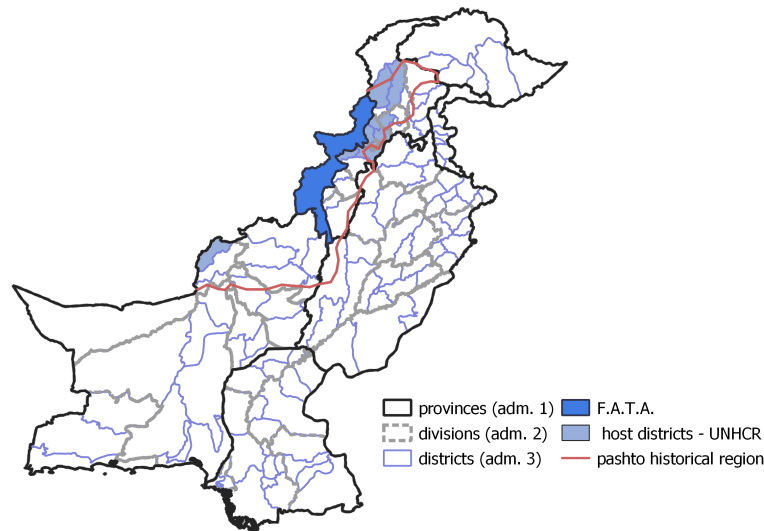 provinces (adm. 1)
divisions (adm. 2)
districts (adm. 3)
F.A.T.A.
host districts - UNHCR
pashto historical region